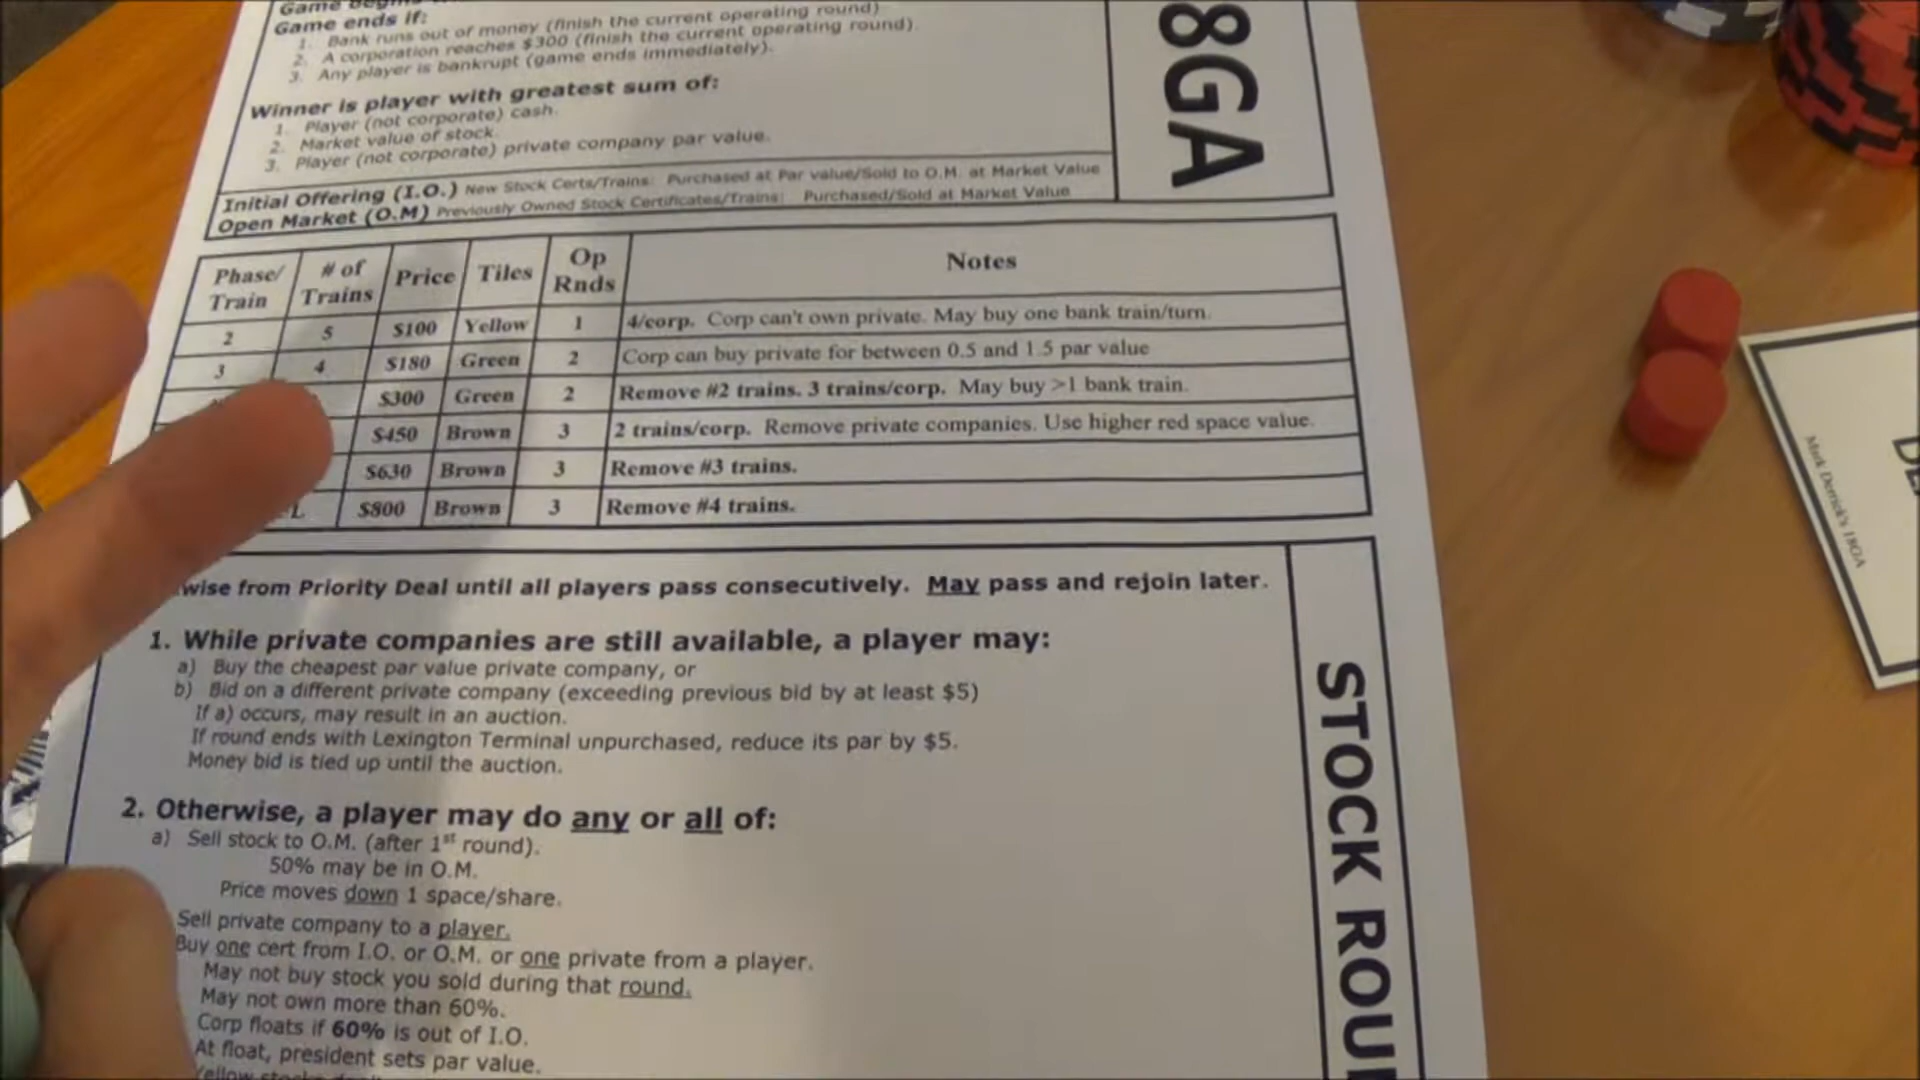 Game begins
Game ends if:
1. Bank runs out of money (finish the current operating round)
2. A corporation reaches $300 (finish the current operating round).
3. Any player is bankrupt (game ends immediately).
Winner is player with greatest sum of:
1. Player (not corporate) cash.
2. Market value of stock.
3. Player (not corporate) private company par value.
Initial Offering (I.O.) New Stock Certs/Trains: Purchased at Par value/Sold to O.M. at Market Value
Open Market (O.M) Previously Owned Stock Certificates/Trains: Purchased/Sold at Market Value
8GA
Phase/Train # of Trains Price Tiles Op Rnds Notes
2 5 $100 Yellow 1 4/corp. Corp can't own private. May buy one bank train/turn.
3 4 $180 Green 2 Corp can buy private for between 0.5 and 1.5 par value
$300 Green 2 Remove #2 trains. 3 trains/corp. May buy >1 bank train.
$450 Brown 3 2 trains/corp. Remove private companies. Use higher red space value.
$630 Brown 3 Remove #3 trains.
$800 Brown 3 Remove #4 trains.
wise from Priority Deal until all players pass consecutively. May pass and rejoin later.
1. While private companies are still available, a player may:
a) Buy the cheapest par value private company, or
b) Bid on a different private company (exceeding previous bid by at least $5)
If a) occurs, may result in an auction.
If round ends with Lexington Terminal unpurchased, reduce its par by $5.
Money bid is tied up until the auction.
2. Otherwise, a player may do any or all of:
a) Sell stock to O.M. (after 1st round).
50% may be in O.M.
Price moves down 1 space/share.
Sell private company to a player.
Buy one cert from I.O. or O.M. or one private from a player.
May not buy stock you sold during that round.
May not own more than 60%.
Corp floats if 60% is out of I.O.
At float, president sets par value.
Yellow
STOCK ROU
Mark Derrick's 18GA